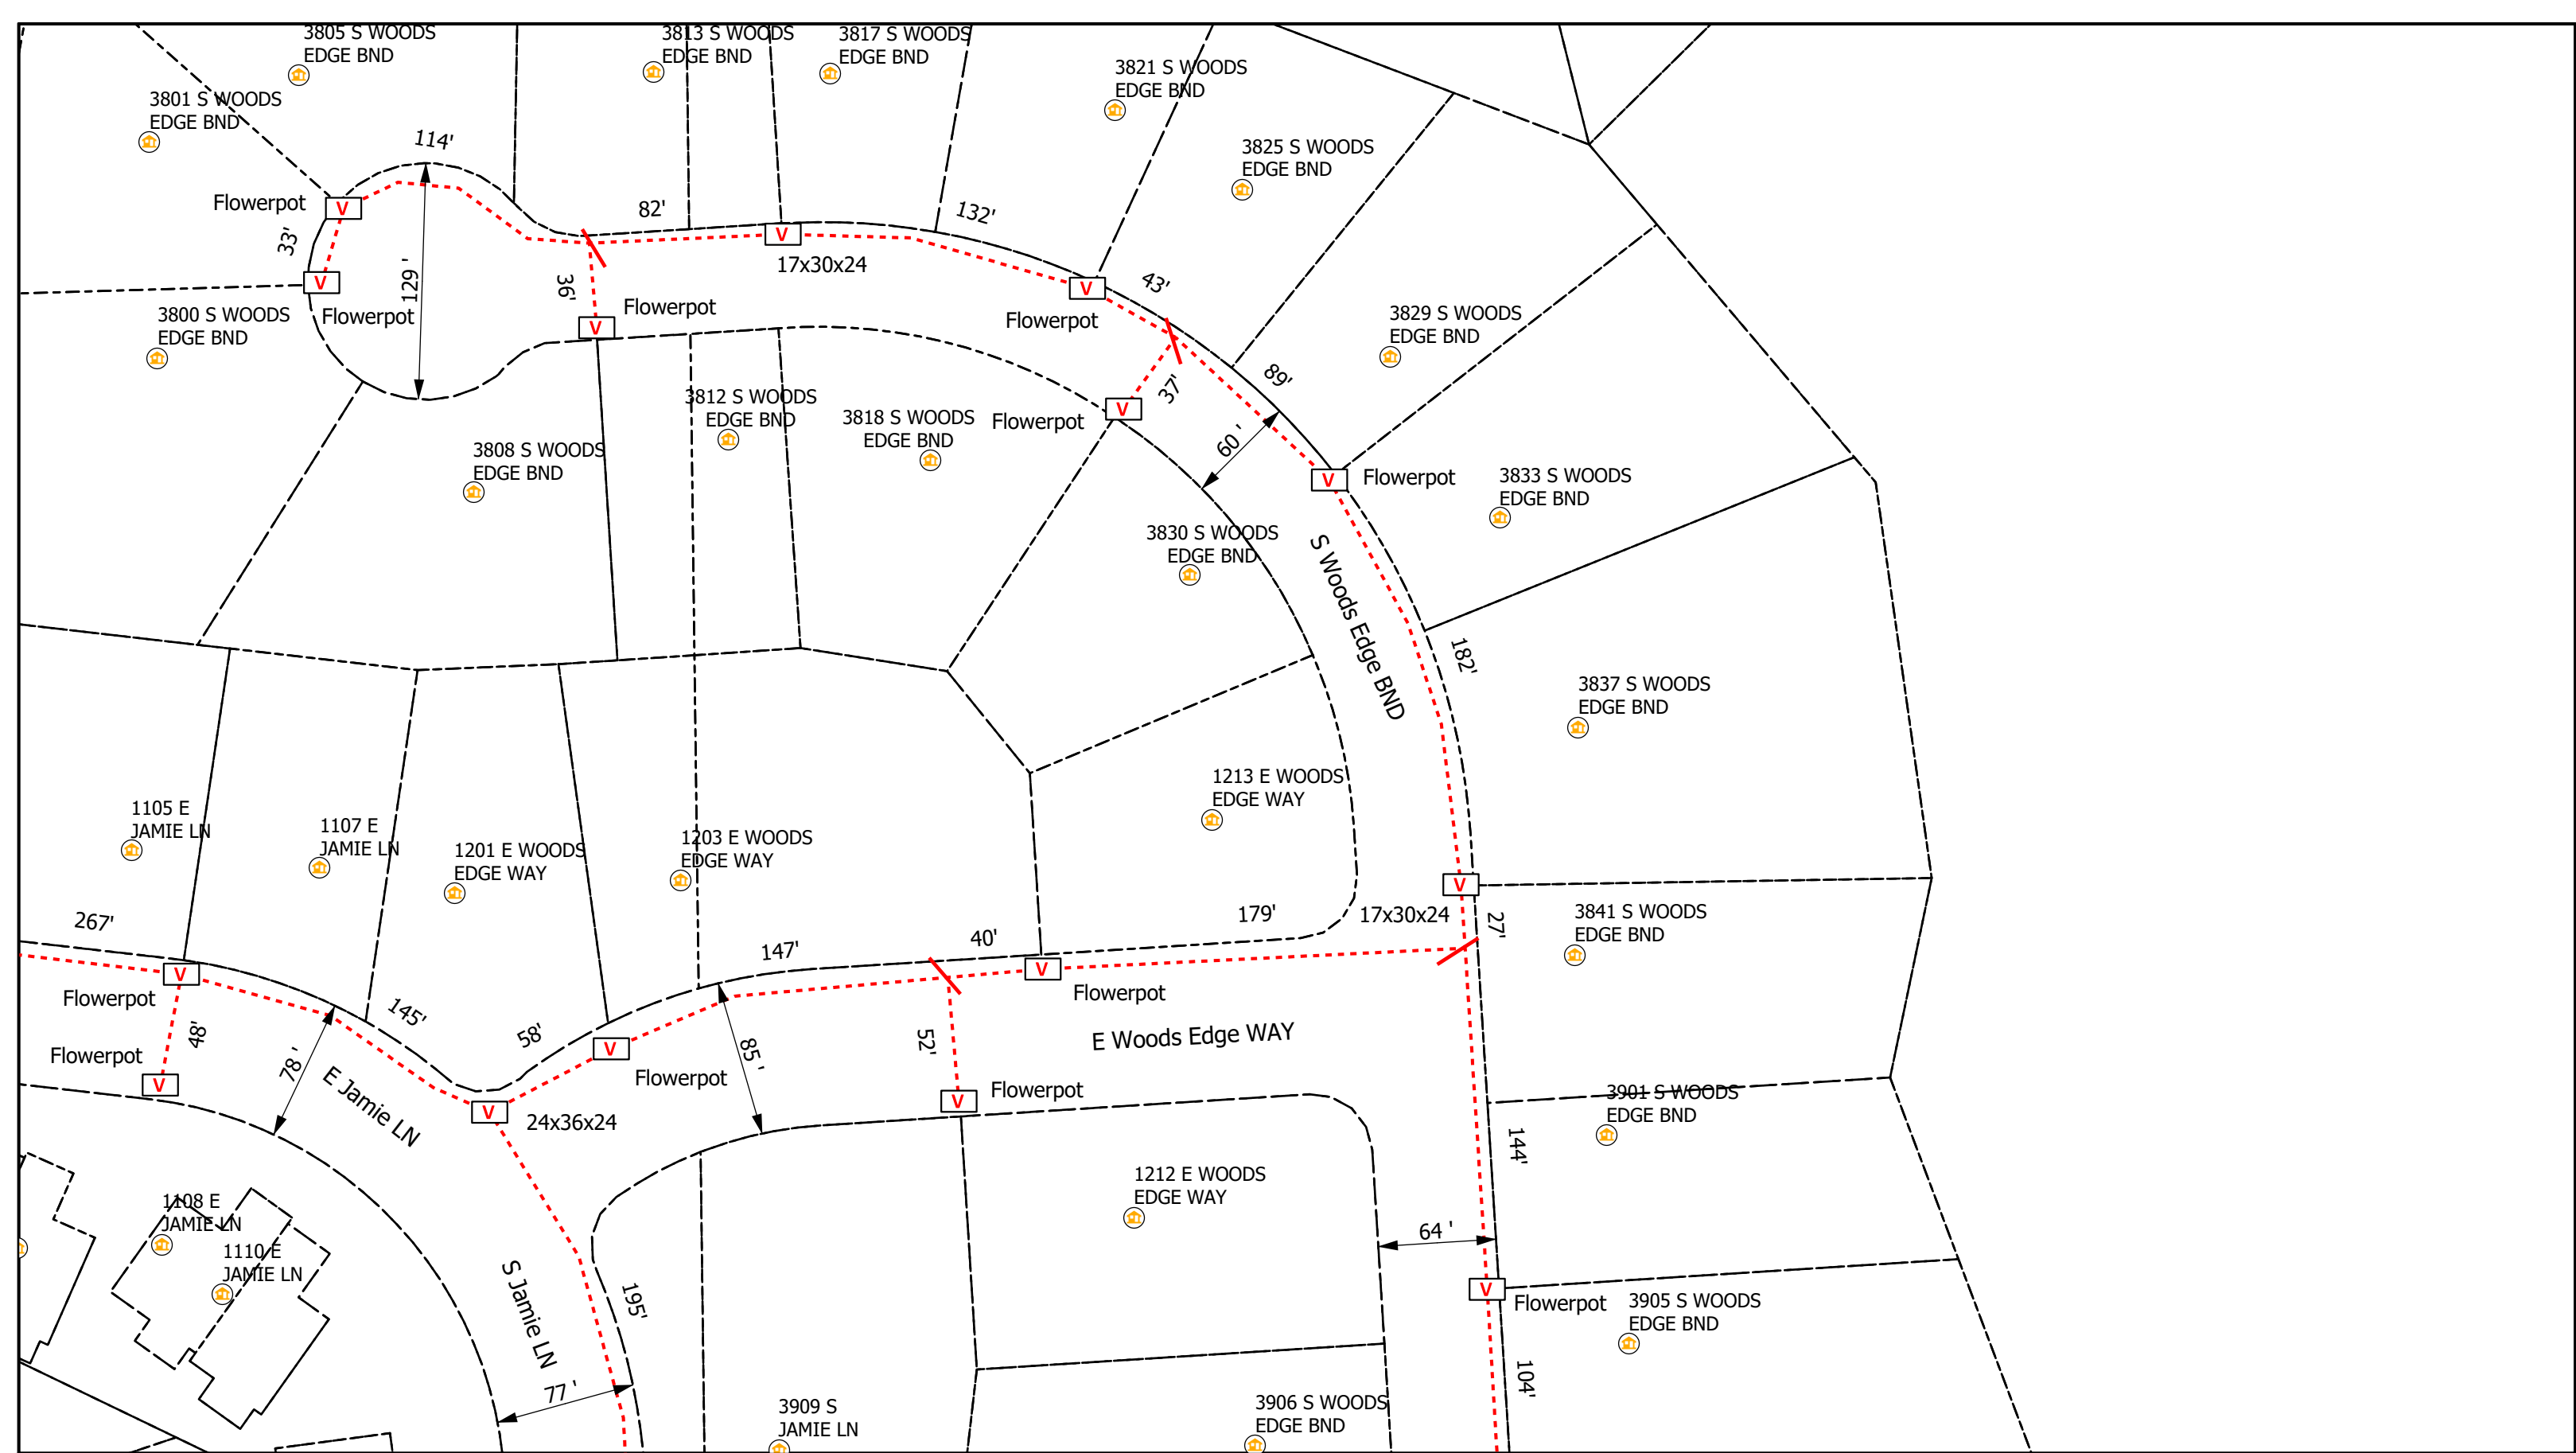 3805 S WOODS
EDGE BND
3813 S WOODS
EDGE BND
3817 S WOODS
EDGE BND
3821 S WOODS
EDGE BND
3801 S WOODS
EDGE BND
114'
3825 S WOODS
EDGE BND
Flowerpot
V
82'
132'
33'
V
17x30x24
129 '
V
36'
43'
V
Flowerpot
3800 S WOODS
EDGE BND
Flowerpot
V
Flowerpot
3829 S WOODS
EDGE BND
89'
37'
3812 S WOODS
EDGE BND
3818 S WOODS
EDGE BND
Flowerpot
V
60 '
3808 S WOODS
EDGE BND
V
Flowerpot
3833 S WOODS
EDGE BND
3830 S WOODS
EDGE BND
S Woods Edge BND
182'
3837 S WOODS
EDGE BND
1213 E WOODS
EDGE WAY
1105 E
JAMIE LN
1107 E
JAMIE LN
1201 E WOODS
EDGE WAY
1203 E WOODS
EDGE WAY
V
267'
147'
40'
179'
17x30x24
27'
3841 S WOODS
EDGE BND
V
V
Flowerpot
Flowerpot
145'
58'
48'
52'
E Woods Edge WAY
V
85 '
Flowerpot
V
78 '
Flowerpot
V
Flowerpot
3901 S WOODS
EDGE BND
E Jamie LN
V
24x36x24
144'
1212 E WOODS
EDGE WAY
1108 E
JAMIE LN
64 '
1110 E
JAMIE LN
S Jamie LN
195'
V
Flowerpot
3905 S WOODS
EDGE BND
77 '
104'
3909 S
JAMIE LN
3906 S WOODS
EDGE BND